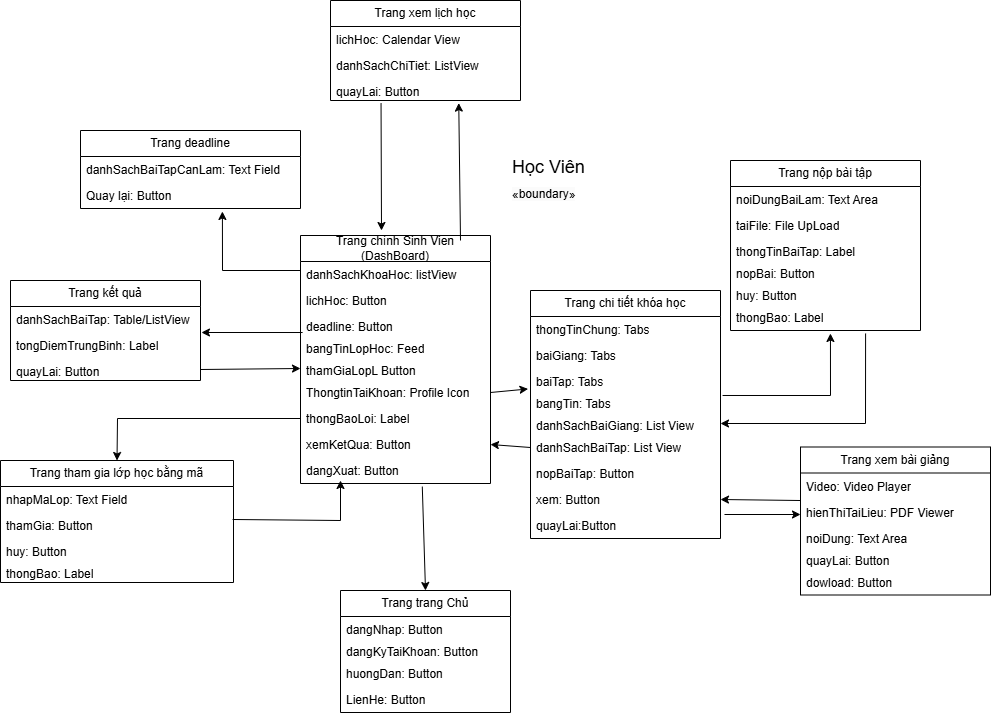 Trang xem lịch học
lichHoc: Calendar View
danhSachChiTiet: ListView
quayLai: Button
Trang deadline
danhSachBaiTapCanLam: Text Field
Quay lại: Button
Học Viên
«boundary»
Trang nộp bài tập
noiDungBaiLam: Text Area
taiFile: File UpLoad
thongTinBaiTap: Label
nopBai: Button
huy: Button
thongBao: Label
Trang chính Sinh Vien
(DashBoard)
danhSachKhoaHoc: listView
lichHoc: Button
deadline: Button
bangTinLopHoc: Feed
thamGiaLopL Button
ThongtinTaiKhoan: Profile Icon
thongBaoLoi: Label
xemKetQua: Button
dangXuat: Button
Trang kết quả
danhSachBaiTap: Table/ListView
tongDiemTrungBinh: Label
quayLai: Button
Trang chi tiết khóa học
thongTinChung: Tabs
baiGiang: Tabs
baiTap: Tabs
bangTin: Tabs
danhSachBaiGiang: List View
danhSachBaiTap: List View
nopBaiTap: Button
xem: Button
quayLai:Button
Trang xem bài giảng
Video: Video Player
hienThiTaiLieu: PDF Viewer
noiDung: Text Area
quayLai: Button
dowload: Button
Trang tham gia lớp học bằng mã
nhapMaLop: Text Field
thamGia: Button
huy: Button
thongBao: Label
Trang trang Chủ
dangNhap: Button
dangKyTaiKhoan: Button
huongDan: Button
LienHe: Button